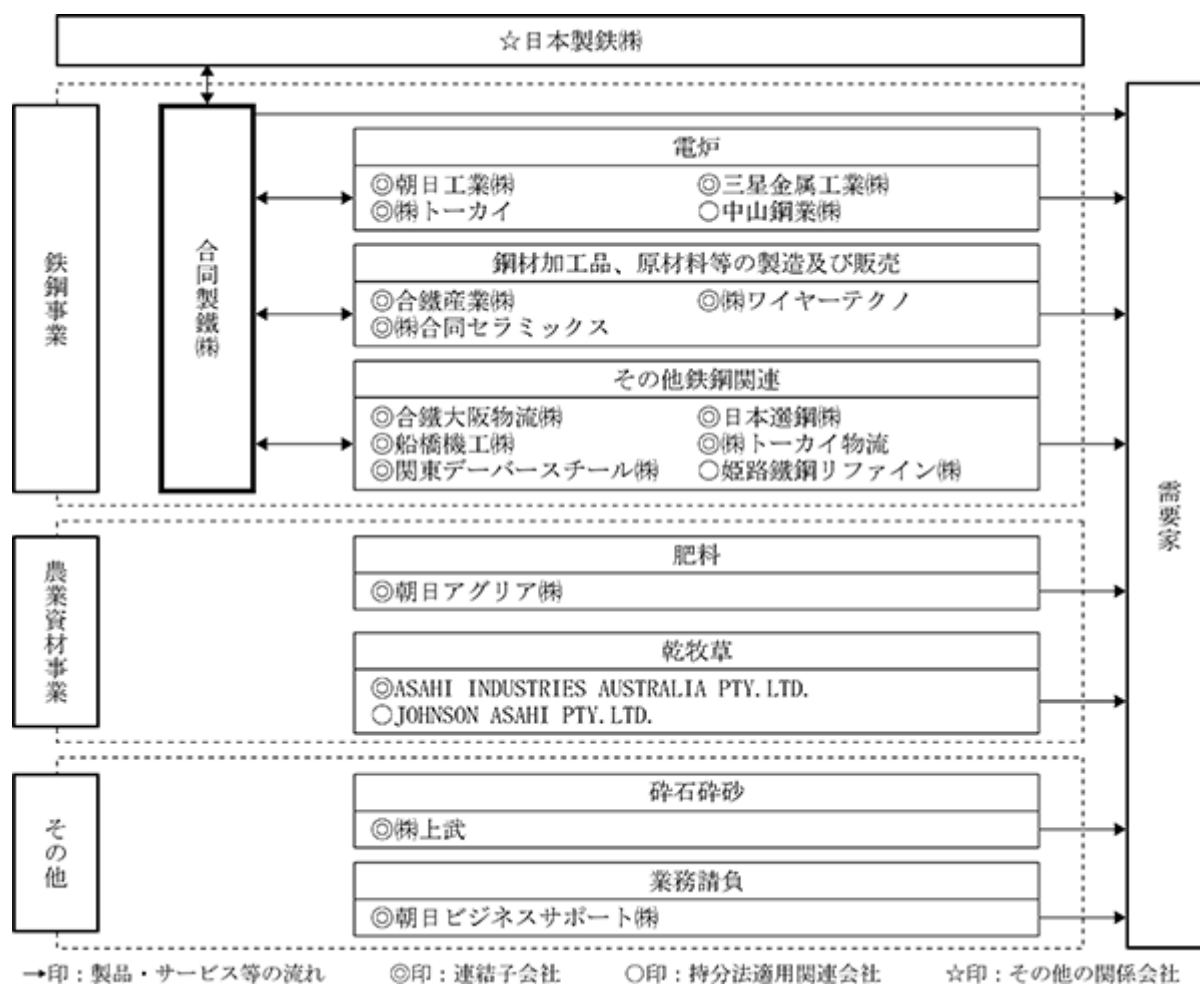 ☆日本製鉄㈱
鉄鋼事業
合同製鐵㈱
電炉
◎朝日工業㈱ ◎三星金属工業㈱
◎㈱トーカイ ○中山鋼業㈱
鋼材加工品、原材料等の製造及び販売
◎合鐵産業㈱ ◎㈱ワイヤーテクノ
◎㈱合同セラミックス
その他鉄鋼関連
◎合鐵大阪物流㈱ ◎日本選鋼㈱
◎船橋機工㈱ ◎㈱トーカイ物流
◎関東デーバースチール㈱ ○姫路鐵鋼リファイン㈱
農業資材事業
肥料
◎朝日アグリア㈱
乾牧草
◎ASAHI INDUSTRIES AUSTRALIA PTY.LTD.
○JOHNSON ASAHI PTY.LTD.
その他
砕石砕砂
◎㈱上武
業務請負
◎朝日ビジネスサポート㈱
需要家
→印：製品・サービス等の流れ ◎印：連結子会社 ○印：持分法適用関連会社 ☆印：その他の関係会社